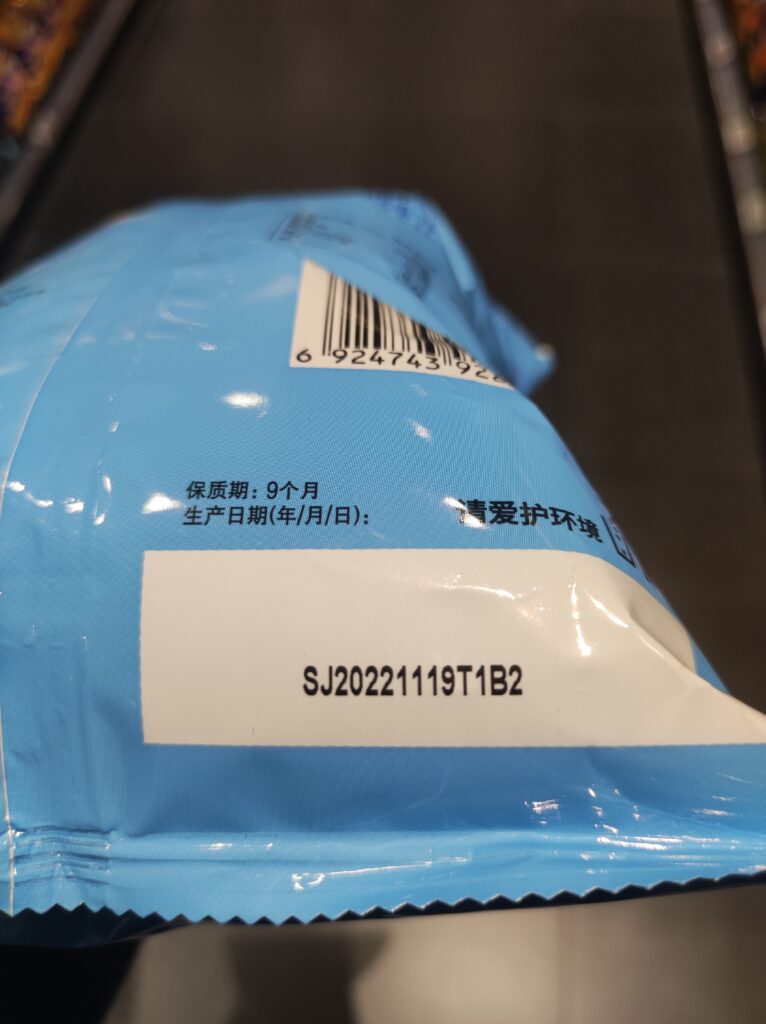 6 924743 922
保质期：9个月
生产日期(年/月/日)：
请爱护环境
SJ20221119T1B2